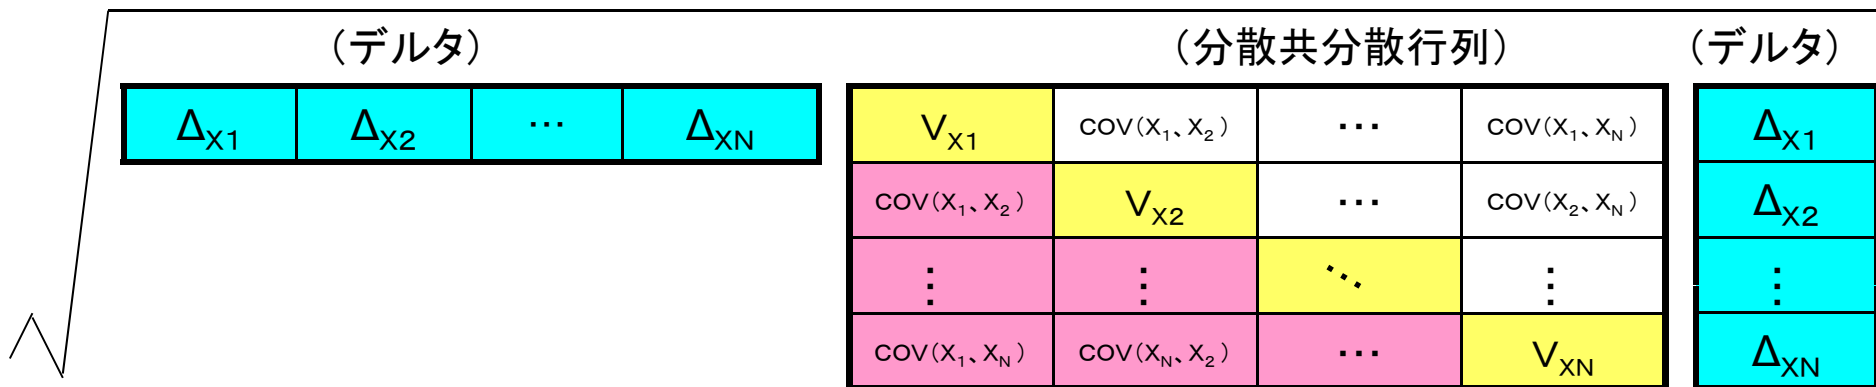 (デルタ) (分散共分散行列) (デルタ)
ΔX1 ΔX2 … ΔXN VX1 COV(X1、X2) … COV(X1、XN) ΔX1
COV(X1、X2) VX2 … COV(X2、XN) ΔX2
⋮ ⋮ ⋱ ⋮ ⋮
COV(X1、XN) COV(XN、X2) … VXN ΔXN